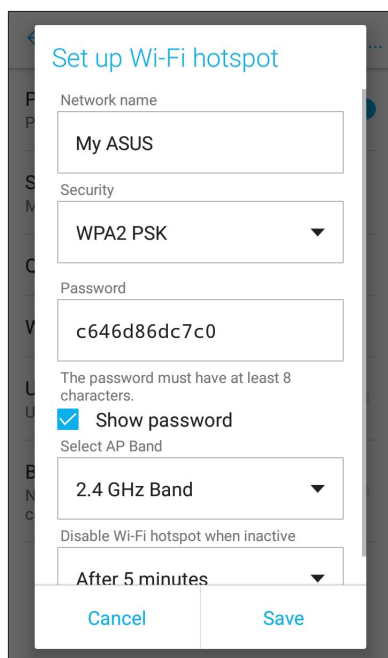 Set up Wi-Fi hotspot
Network name
My ASUS
Security
WPA2 PSK
Password
c646d86dc7c0
The password must have at least 8
characters.
Show password
Select AP Band
2.4 GHz Band
Disable Wi-Fi hotspot when inactive
After 5 minutes
Cancel
Save